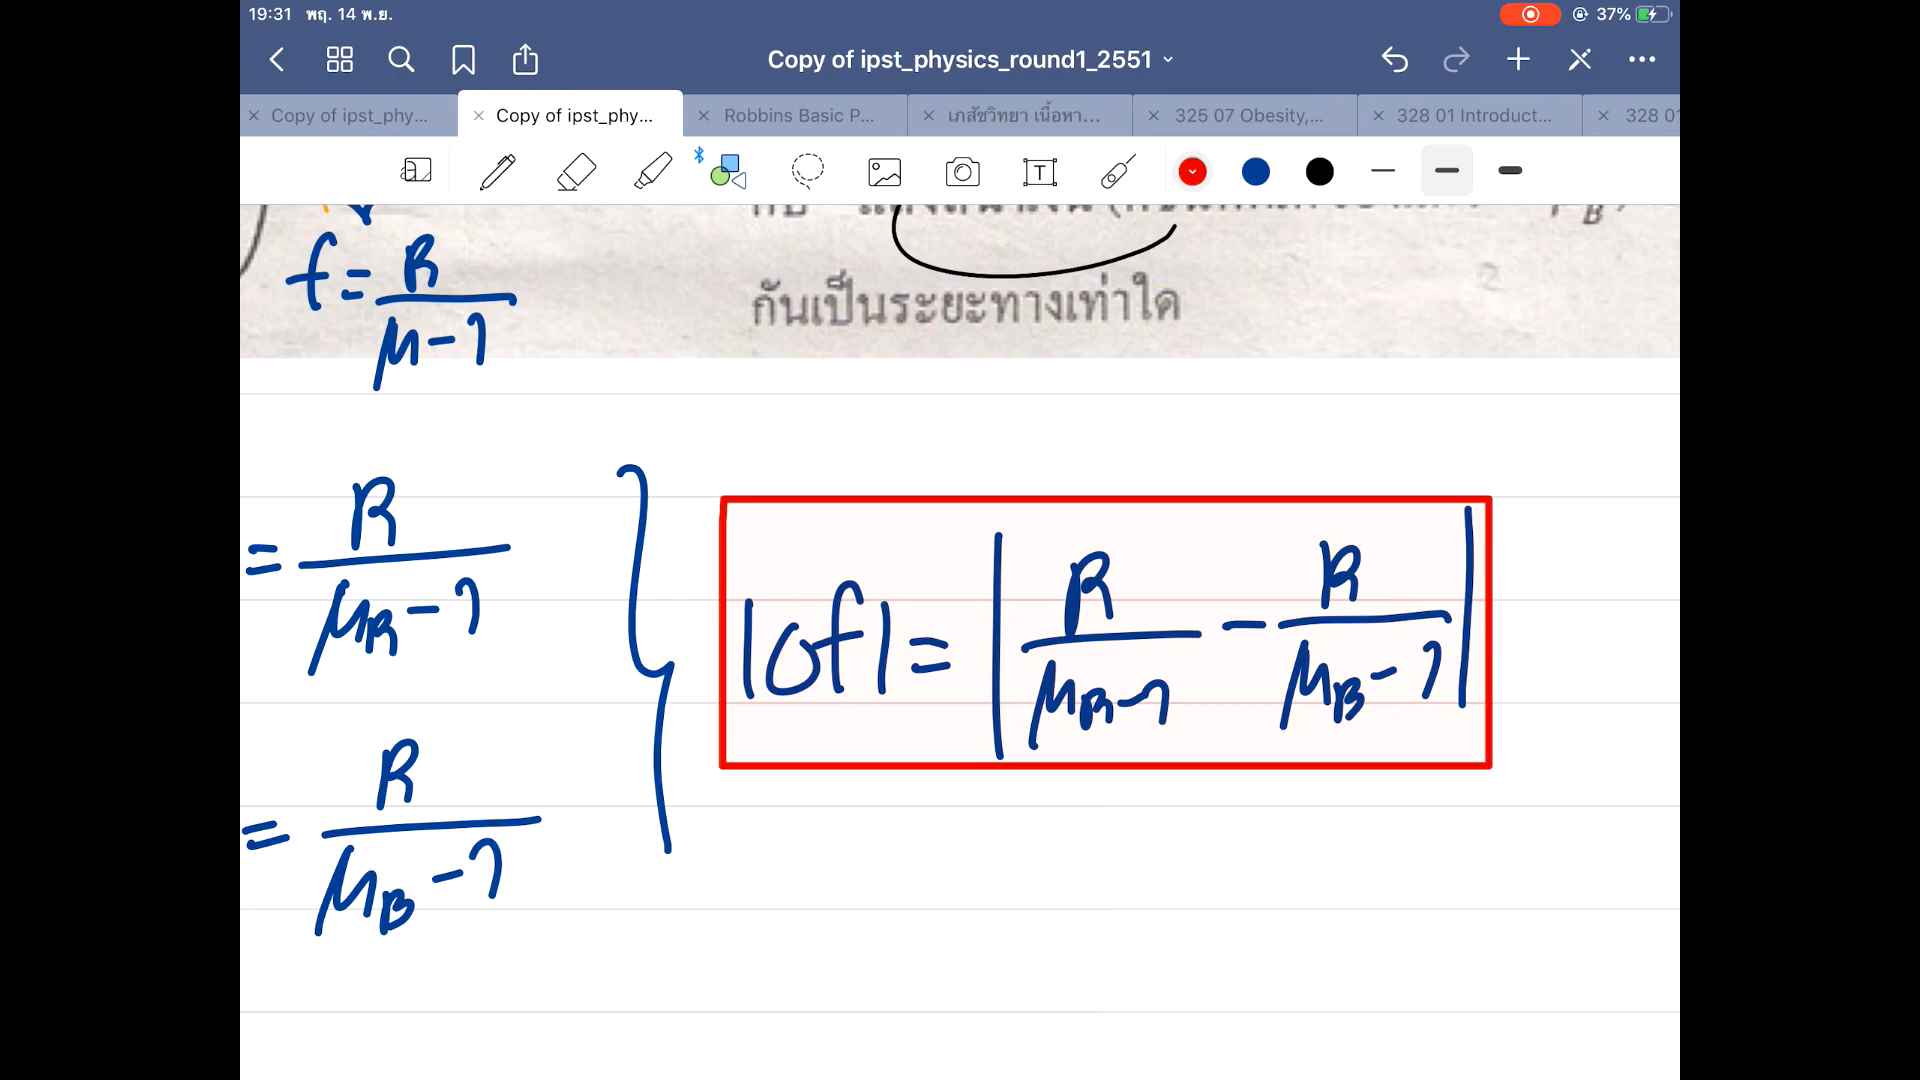 19:31 พฤ. 14 พ.ย.
37%
Copy of ipst_physics_round1_2551
Copy of ipst_phy...
Copy of ipst_phy...
Robbins Basic P...
เภสัชวิทยา เนื้อหา...
325 07 Obesity,...
328 01 Introduct...
328 01
กันเป็นระยะทางเท่าใด
f = R / μ - 1
= R / μR - 1
|Δf| = | R / μR - 1 - R / μB - 1 |
= R / μB - 1